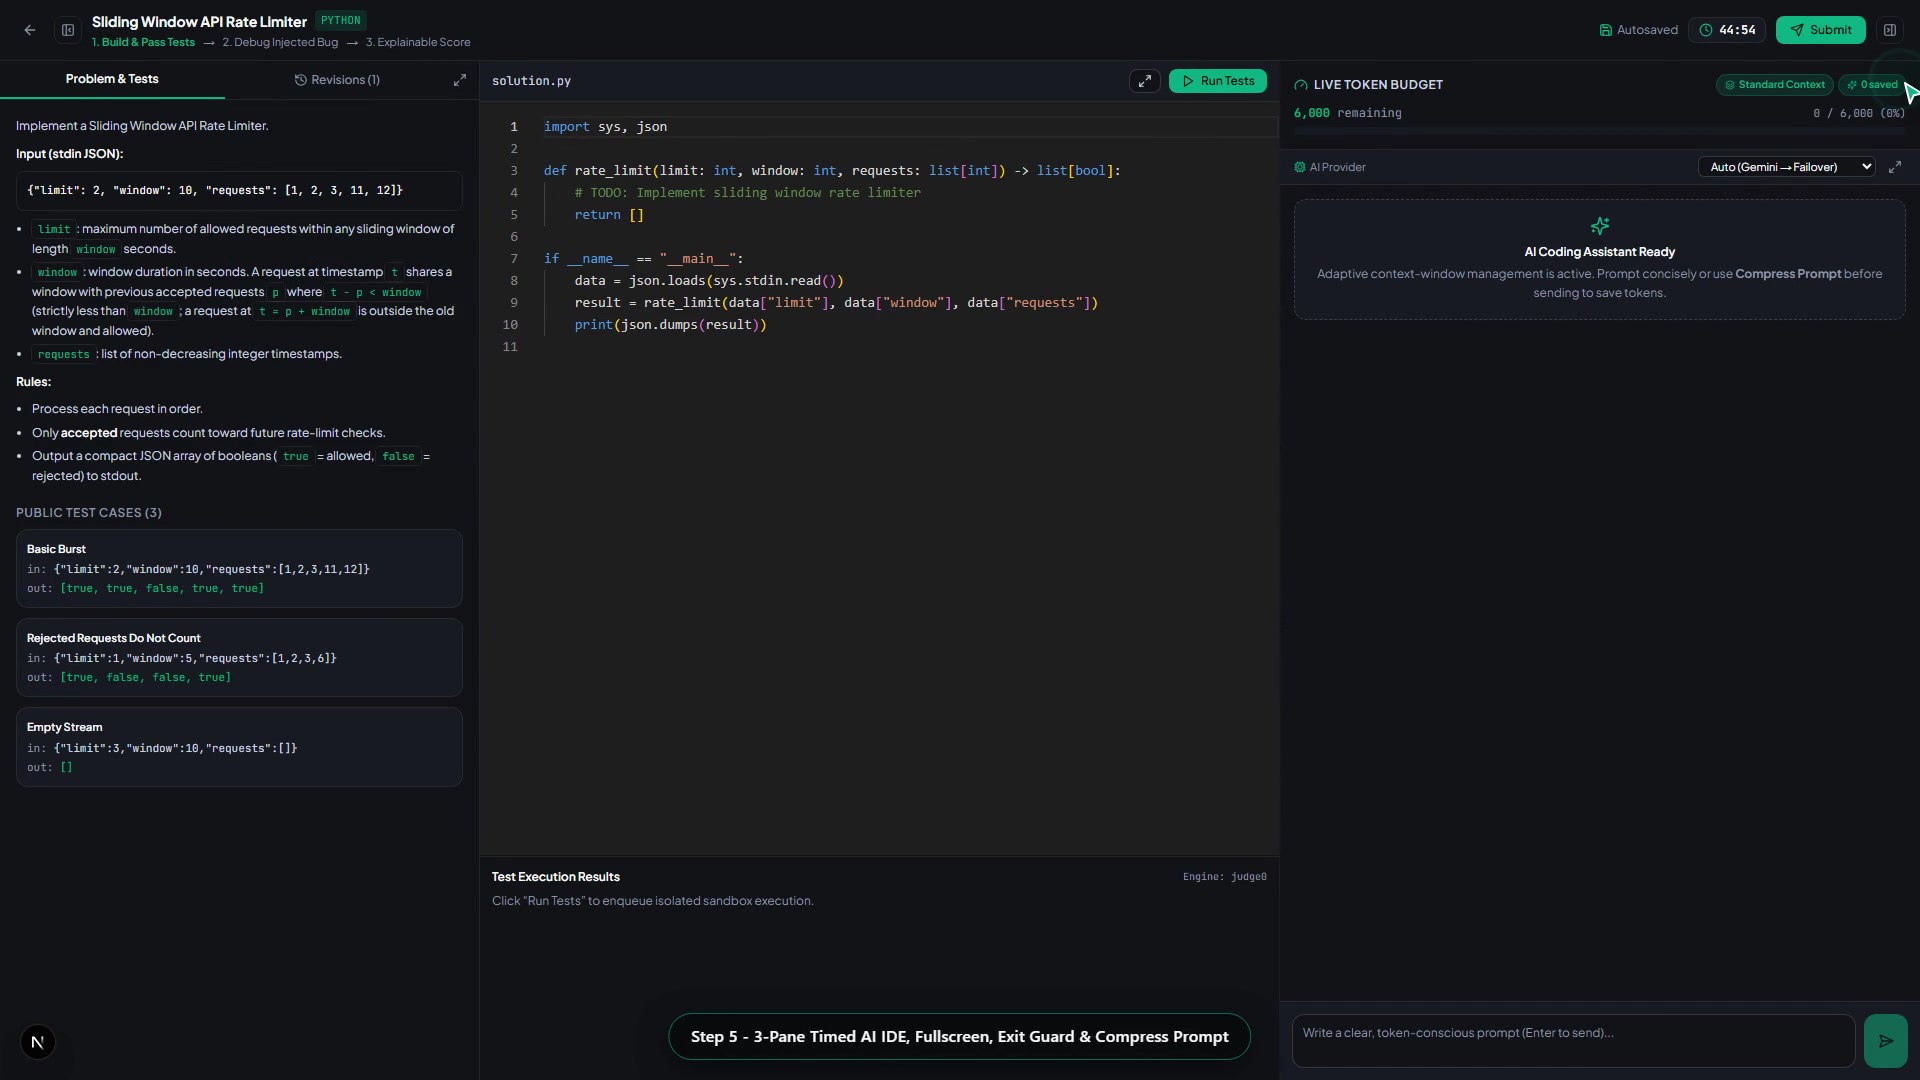 Sliding Window API Rate Limiter PYTHON
1. Build & Pass Tests → 2. Debug Injected Bug → 3. Explainable Score
Autosaved 44:54 Submit
Problem & Tests Revisions (1)
Implement a Sliding Window API Rate Limiter.
Input (stdin JSON):
{"limit": 2, "window": 10, "requests": [1, 2, 3, 11, 12]}
• limit : maximum number of allowed requests within any sliding window of
length window seconds.
• window : window duration in seconds. A request at timestamp t shares a
window with previous accepted requests p where t - p < window
(strictly less than window ; a request at t = p + window is outside the old
window and allowed).
• requests : list of non-decreasing integer timestamps.
Rules:
• Process each request in order.
• Only accepted requests count toward future rate-limit checks.
• Output a compact JSON array of booleans ( true = allowed, false =
rejected) to stdout.
PUBLIC TEST CASES (3)
Basic Burst
in: {"limit":2,"window":10,"requests":[1,2,3,11,12]}
out: [true, true, false, true, true]
Rejected Requests Do Not Count
in: {"limit":1,"window":5,"requests":[1,2,3,6]}
out: [true, false, false, true]
Empty Stream
in: {"limit":3,"window":10,"requests":[]}
out: []
N
solution.py Run Tests
1 import sys, json
2
3 def rate_limit(limit: int, window: int, requests: list[int]) -> list[bool]:
4 # TODO: Implement sliding window rate limiter
5 return []
6
7 if __name__ == "__main__":
8 data = json.loads(sys.stdin.read())
9 result = rate_limit(data["limit"], data["window"], data["requests"])
10 print(json.dumps(result))
11
Test Execution Results Engine: judge0
Click "Run Tests" to enqueue isolated sandbox execution.
Step 5 - 3-Pane Timed AI IDE, Fullscreen, Exit Guard & Compress Prompt
LIVE TOKEN BUDGET Standard Context 0 saved
6,000 remaining 0 / 6,000 (0%)
AI Provider Auto (Gemini → Failover)
AI Coding Assistant Ready
Adaptive context-window management is active. Prompt concisely or use Compress Prompt before
sending to save tokens.
Write a clear, token-conscious prompt (Enter to send)...